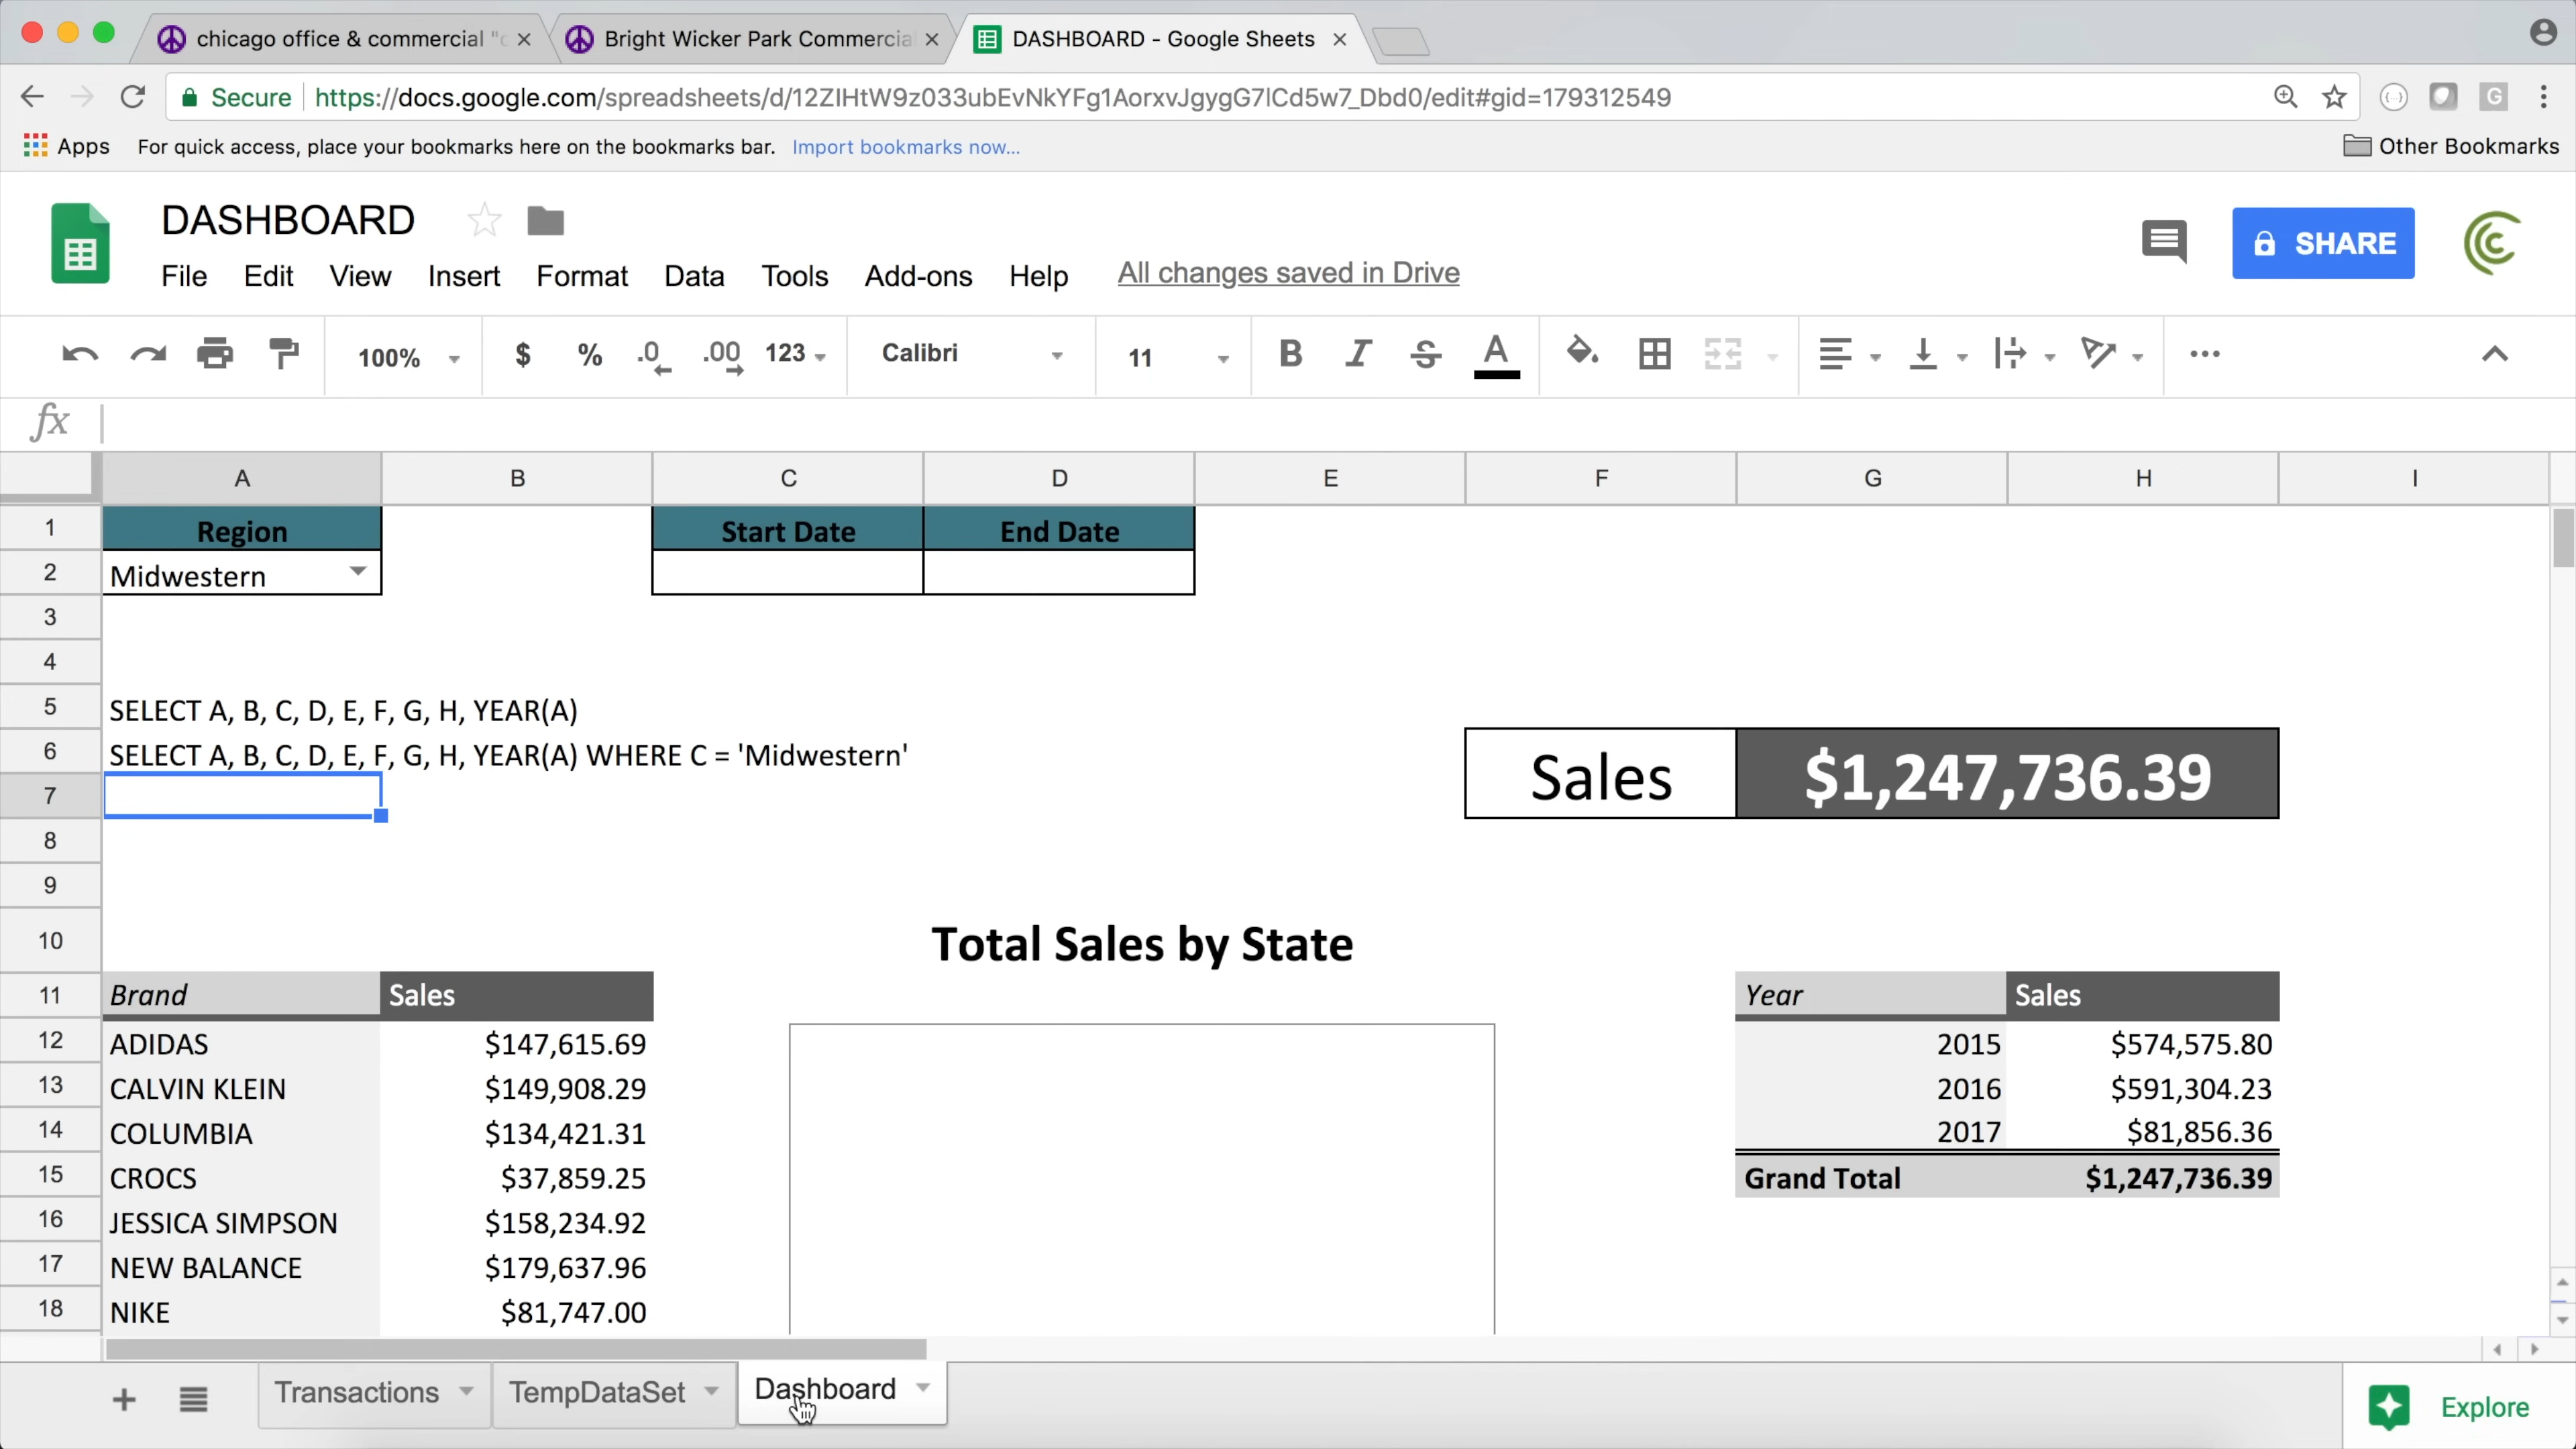 chicago office & commercial "c
Bright Wicker Park Commercial
DASHBOARD - Google Sheets
Secure https://docs.google.com/spreadsheets/d/12ZIHtW9z033ubEvNkYFg1AorxvJgygG7lCd5w7_Dbd0/edit#gid=179312549
G
Apps For quick access, place your bookmarks here on the bookmarks bar. Import bookmarks now... Other Bookmarks
DASHBOARD
SHARE
File Edit View Insert Format Data Tools Add-ons Help All changes saved in Drive
100% $ % .0 .00 123 Calibri 11 B I S A
fx
A B C D E F G H I
1 Region Start Date End Date
2 Midwestern
3
4
5 SELECT A, B, C, D, E, F, G, H, YEAR(A)
6 SELECT A, B, C, D, E, F, G, H, YEAR(A) WHERE C = 'Midwestern'
Sales $1,247,736.39
7
8
9
10 Total Sales by State
11 Brand Sales Year Sales
12 ADIDAS $147,615.69 2015 $574,575.80
13 CALVIN KLEIN $149,908.29 2016 $591,304.23
14 COLUMBIA $134,421.31 2017 $81,856.36
15 CROCS $37,859.25 Grand Total $1,247,736.39
16 JESSICA SIMPSON $158,234.92
17 NEW BALANCE $179,637.96
18 NIKE $81,747.00
Transactions TempDataSet Dashboard Explore